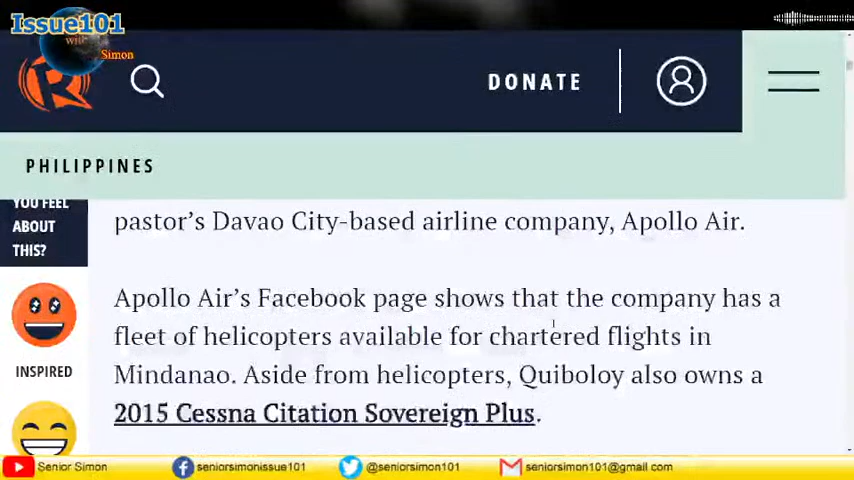 Issue101
with
Simon
DONATE
PHILIPPINES
YOU FEEL
ABOUT
THIS?
pastor's Davao City-based airline company, Apollo Air.
Apollo Air's Facebook page shows that the company has a
fleet of helicopters available for chartered flights in
Mindanao. Aside from helicopters, Quiboloy also owns a
2015 Cessna Citation Sovereign Plus.
INSPIRED
Senior Simon
seniorsimonissue101
@seniorsimon101
seniorsimon101@gmail.com